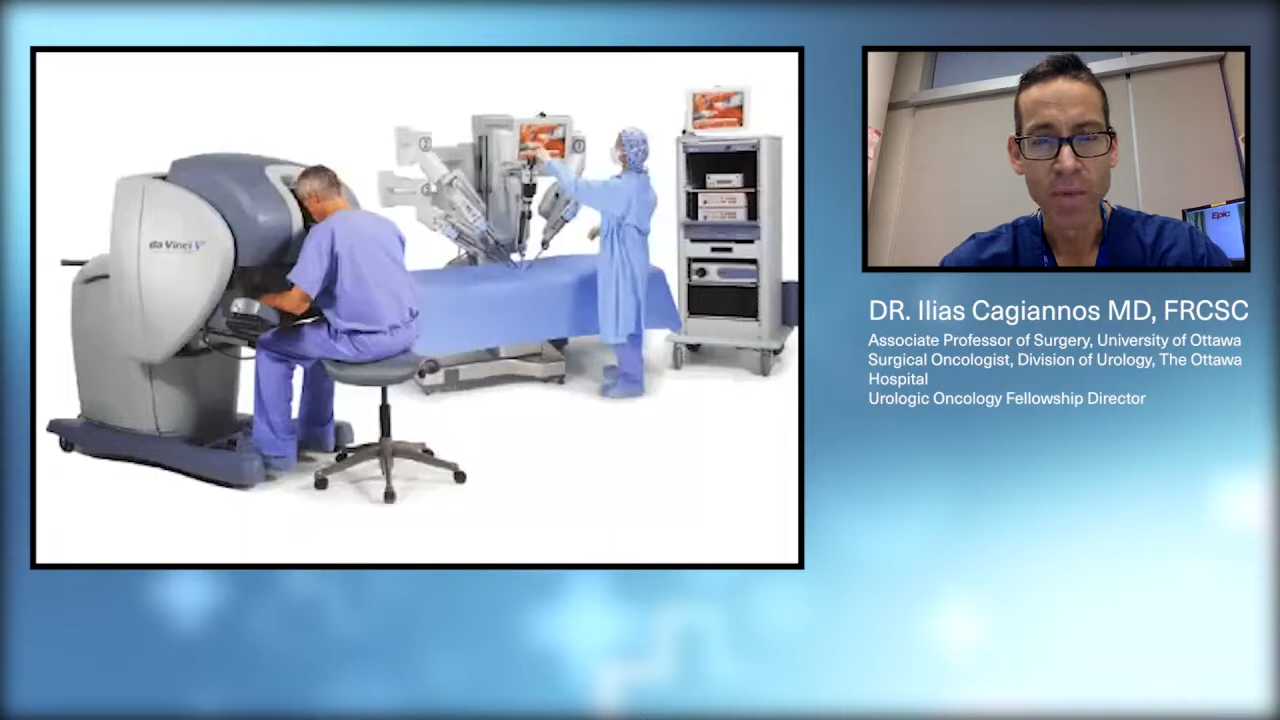 da Vinci
Epic
DR. Ilias Cagiannos MD, FRCSC
Associate Professor of Surgery, University of Ottawa
Surgical Oncologist, Division of Urology, The Ottawa
Hospital
Urologic Oncology Fellowship Director